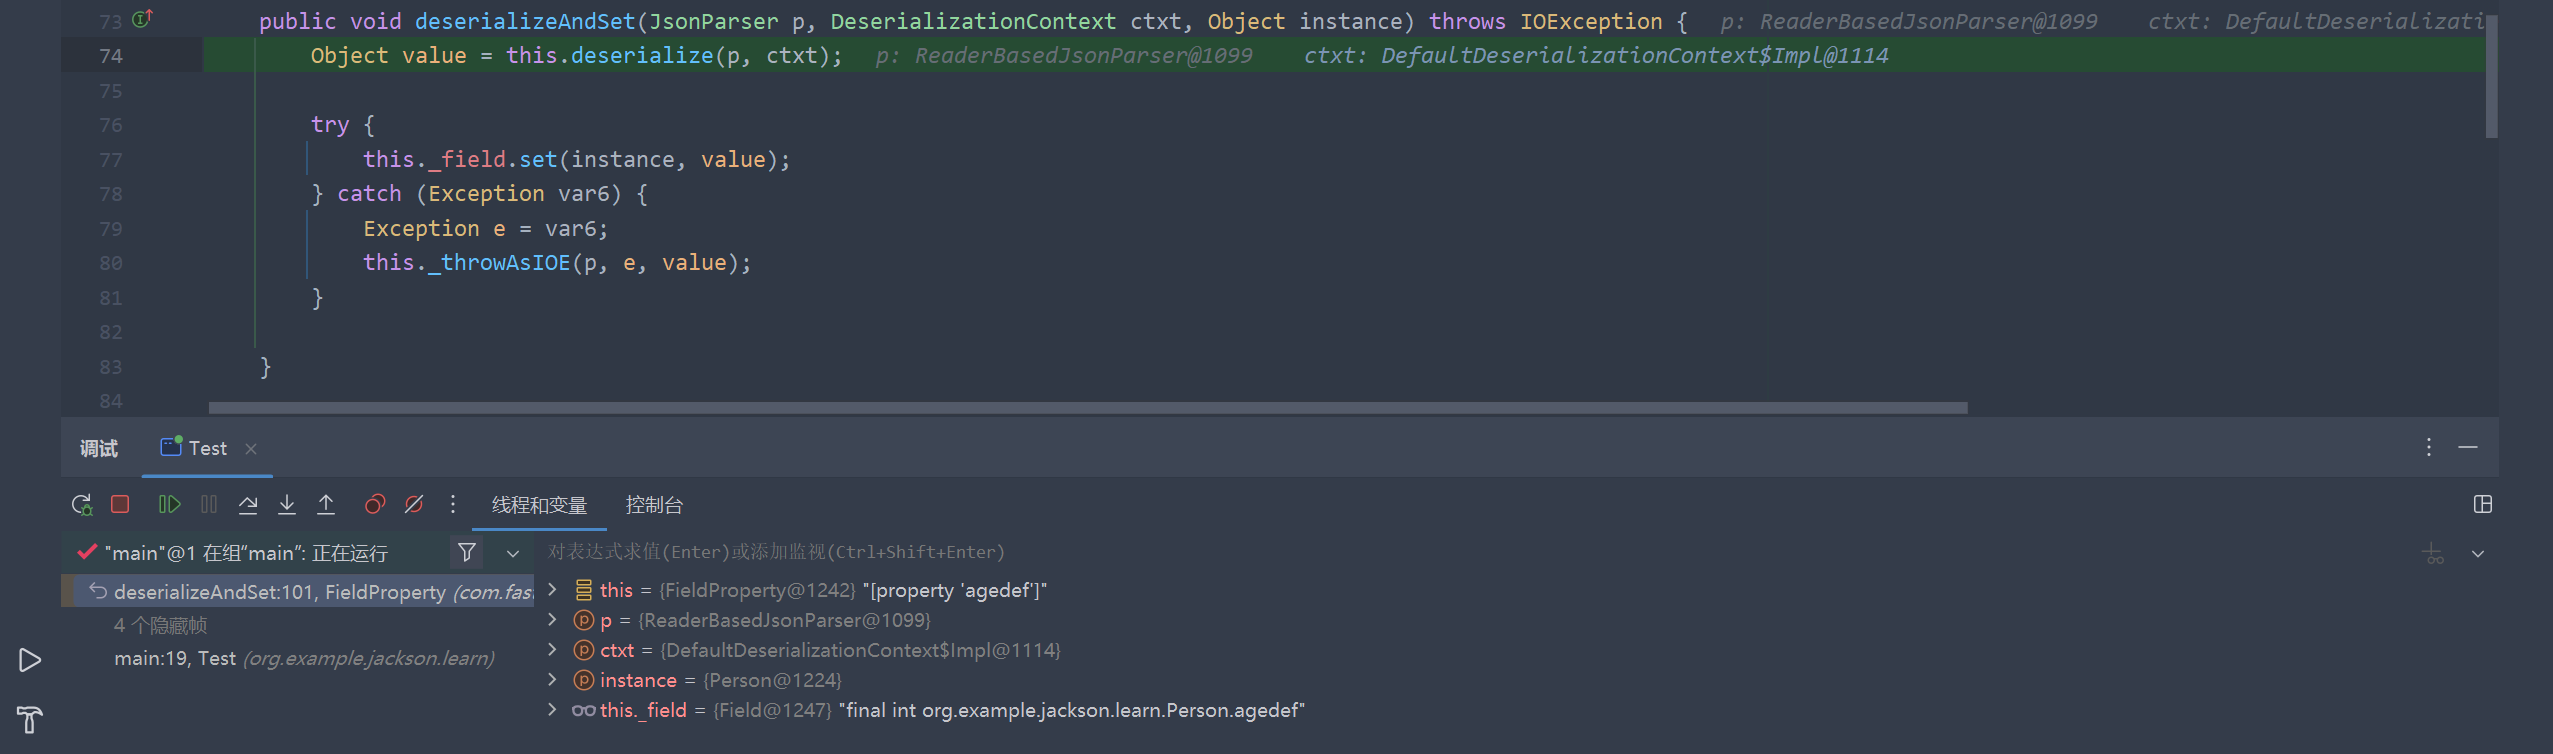 73 public void deserializeAndSet(JsonParser p, DeserializationContext ctxt, Object instance) throws IOException { p: ReaderBasedJsonParser@1099 ctxt: DefaultDeserializati
74 Object value = this.deserialize(p, ctxt); p: ReaderBasedJsonParser@1099 ctxt: DefaultDeserializationContext$Impl@1114
75
76 try {
77 this._field.set(instance, value);
78 } catch (Exception var6) {
79 Exception e = var6;
80 this._throwAsIOE(p, e, value);
81 }
82
83 }
84
调试 Test
线程和变量 控制台
"main"@1 在组“main”: 正在运行
deserializeAndSet:101, FieldProperty (com.fas
4 个隐藏帧
main:19, Test (org.example.jackson.learn)
对表达式求值(Enter)或添加监视(Ctrl+Shift+Enter)
this = {FieldProperty@1242} "[property 'agedef']"
p = {ReaderBasedJsonParser@1099}
ctxt = {DefaultDeserializationContext$Impl@1114}
instance = {Person@1224}
this._field = {Field@1247} "final int org.example.jackson.learn.Person.agedef"